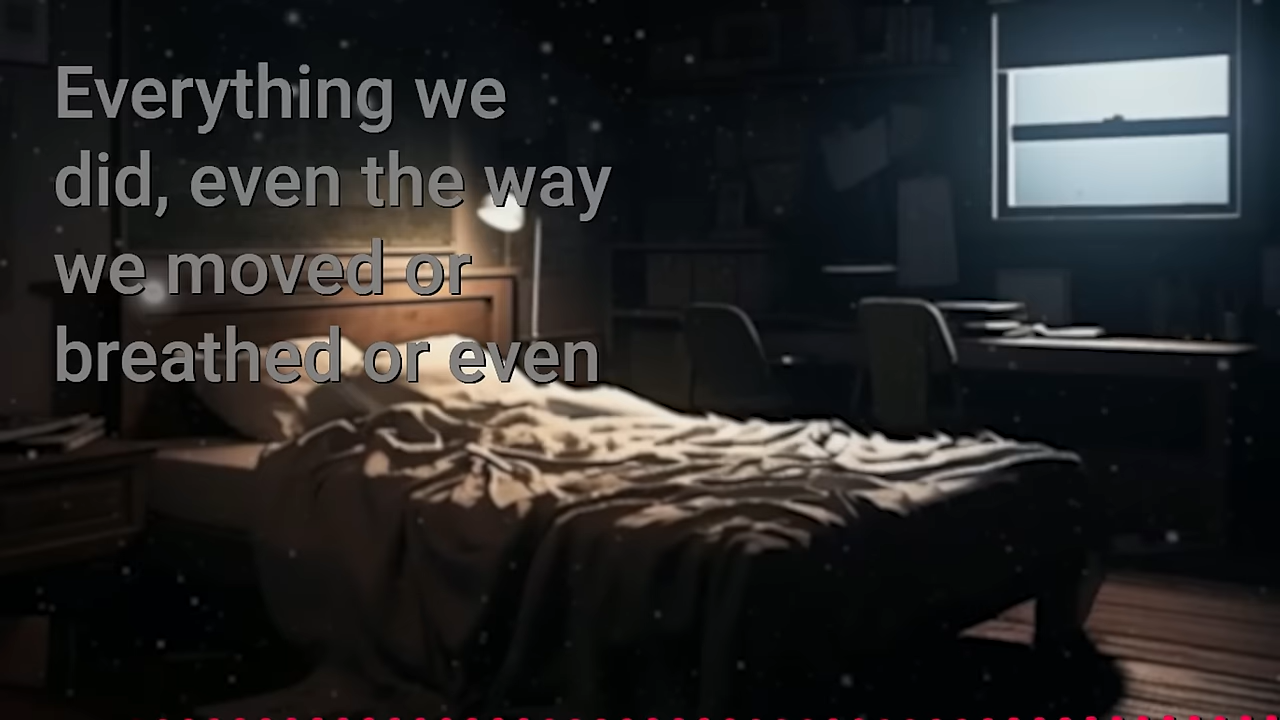 Everything we
did, even the way
we moved or
breathed or even